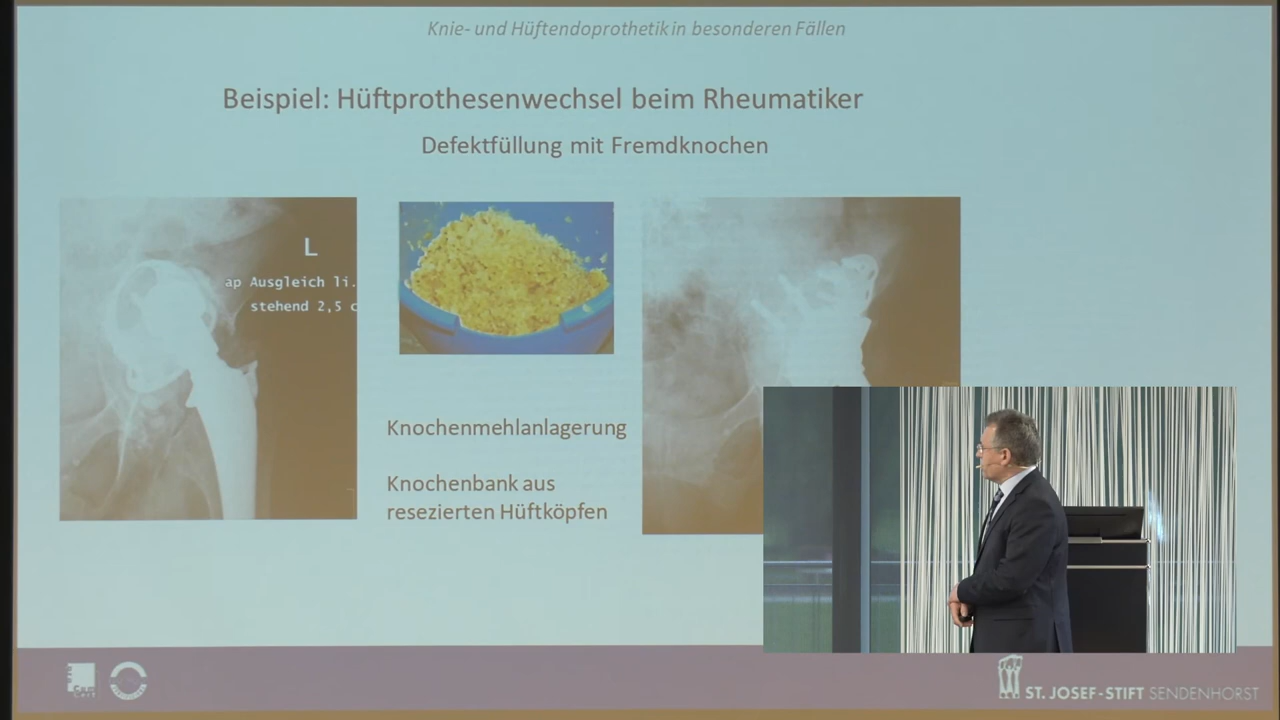 Knie- und Hüftendoprothetik in besonderen Fällen
Beispiel: Hüftprothesenwechsel beim Rheumatiker
Defektfüllung mit Fremdknochen
L
ap Ausgleich li.
stehend 2,5 c
Knochenmehlanlagerung
Knochenbank aus
resezierten Hüftköpfen
ST. JOSEF-STIFT SENDENHORST